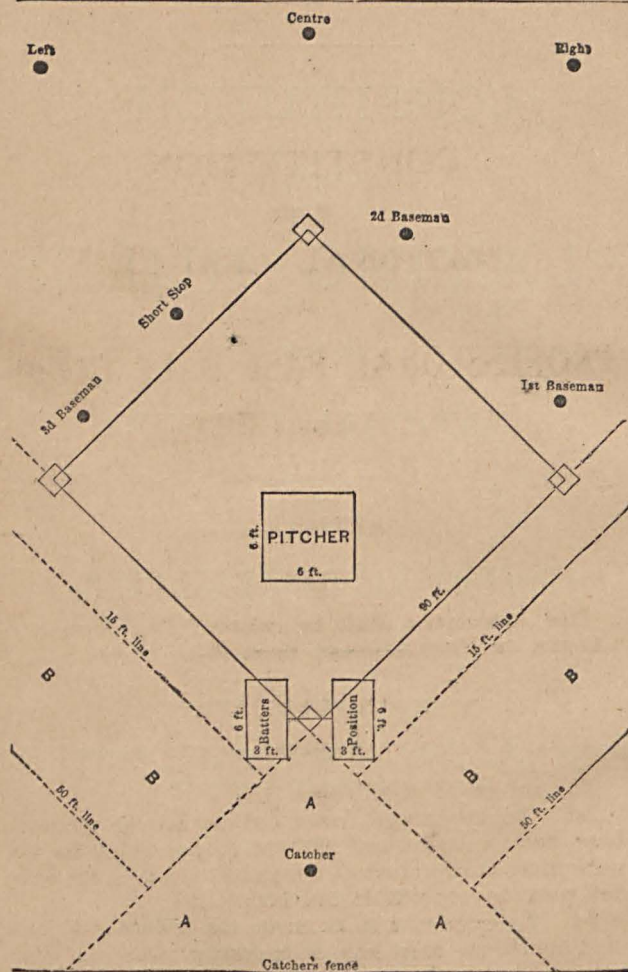 Centre
Left
Right
2d Baseman
Short Stop
3d Baseman
1st Baseman
PITCHER
6 ft.
6 ft.
90 ft.
15 ft. line
15 ft. line
B
B
6 ft.
Batters
3 ft.
Position
6 ft.
3 ft.
B
B
50 ft. line
50 ft. line
A
Catcher
A
A
Catcher's fence